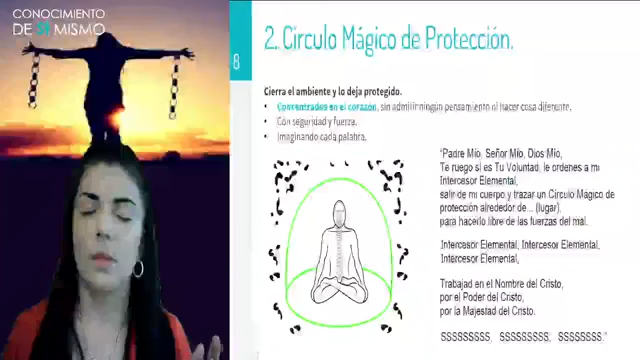 CONOCIMIENTO
DE SÍ MISMO
8
2. Círculo Mágico de Protección.
Cierra el ambiente y lo deja protegido.
• Concentrados en el corazón, sin admitir ningún pensamiento ni hacer cosa diferente.
• Con seguridad y fuerza.
• Imaginando cada palabra.
"Padre Mío, Señor Mío, Dios Mío,
Te ruego si es Tu Voluntad, le ordenes a mi
Intercesor Elemental,
salir de mi cuerpo y trazar un Círculo Mágico de
protección alrededor de... (lugar),
para hacerlo libre de las fuerzas del mal.
Intercesor Elemental, Intercesor Elemental,
Intercesor Elemental,
Trabajad en el Nombre del Cristo,
por el Poder del Cristo,
por la Majestad del Cristo.
SSSSSSSSS, SSSSSSSSS, SSSSSSSS."